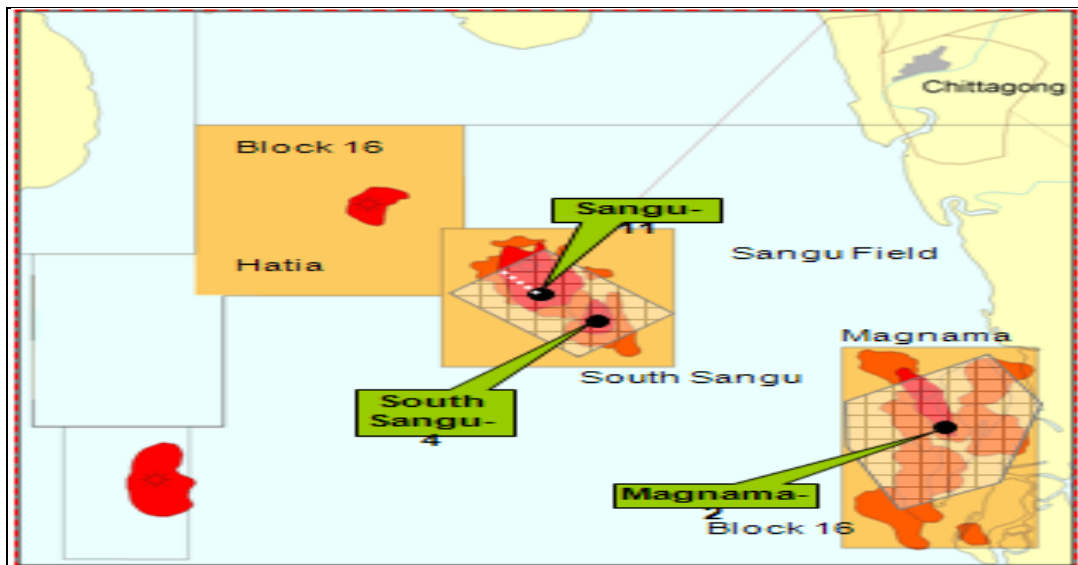 Chittagong
Block 16
Sangu-
11
Sangu Field
Hatia
Magnama
South Sangu
South
Sangu-
4
Magnama-
2
Block 16